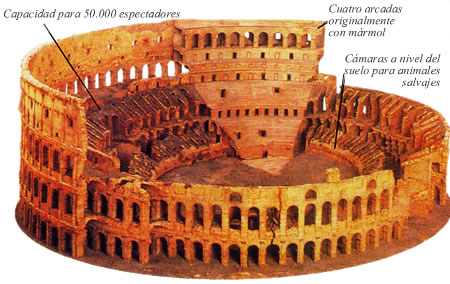 Capacidad para 50.000 espectadores
Cuatro arcadas
originalmente
con mármol
Cámaras a nivel del
suelo para animales
salvajes